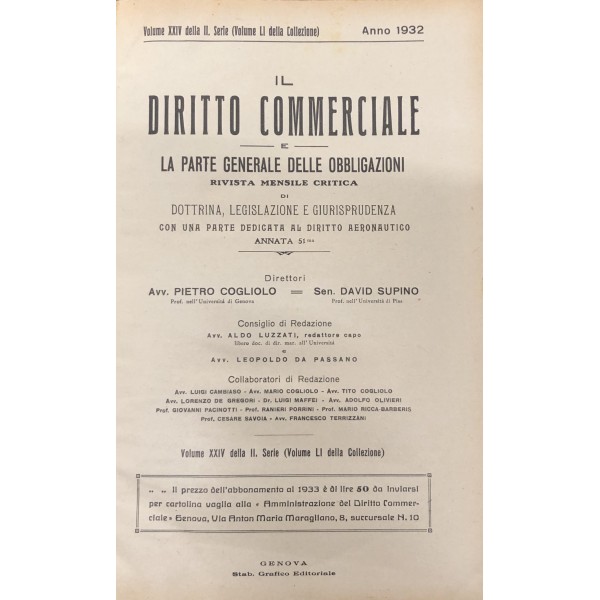 Volume XXIV della II. Serie (Volume LI della Collezione) Anno 1932
IL
DIRITTO COMMERCIALE
E
LA PARTE GENERALE DELLE OBBLIGAZIONI
RIVISTA MENSILE CRITICA
DI
DOTTRINA, LEGISLAZIONE E GIURISPRUDENZA
CON UNA PARTE DEDICATA AL DIRITTO AERONAUTICO
ANNATA 51ma
Direttori
Avv. PIETRO COGLIOLO = Sen. DAVID SUPINO
Prof. nell'Università di Genova Prof. nell'Università di Pisa
Consiglio di Redazione
Avv. ALDO LUZZATI, redattore capo
libero doc. di dir. mar. all'Università
e
Avv. LEOPOLDO DA PASSANO
Collaboratori di Redazione
Avv. LUIGI CAMBIASO - Avv. MARIO COGLIOLO - Avv. TITO COGLIOLO
Avv. LORENZO DE GREGORI - Dr. LUIGI MAFFEI - Avv. ADOLFO OLIVIERI
Prof. GIOVANNI PACINOTTI - Prof. RANIERI PORRINI - Prof. MARIO RICCA-BARBERIS
Prof. CESARE SAVOIA - Avv. FRANCESCO TERRIZZANI
Volume XXIV della II. Serie (Volume LI della Collezione)
,, ,, Il prezzo dell'abbonamento al 1933 è di lire 50 da inviarsi
per cartolina vaglia alla « Amministrazione del Diritto Commer-
ciale » Genova, Via Anton Maria Maragliano, 8, succursale N. 10
GENOVA
Stab. Grafico Editoriale